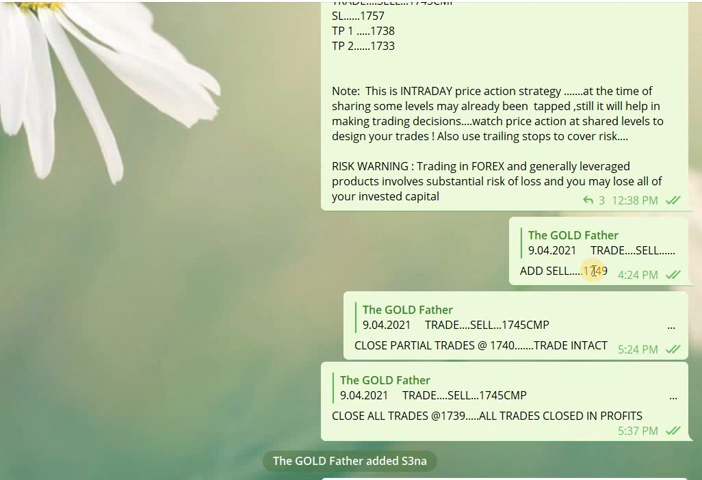 TRADE....SELL...1745CMP
SL......1757
TP 1 .....1738
TP 2......1733
Note:  This is INTRADAY price action strategy .......at the time of
sharing some levels may already been  tapped ,still it will help in
making trading decisions....watch price action at shared levels to
design your trades ! Also use trailing stops to cover risk....
RISK WARNING : Trading in FOREX and generally leveraged
products involves substantial risk of loss and you may lose all of
your invested capital
3 12:38 PM
The GOLD Father
9.04.2021    TRADE....SELL......
ADD SELL....1749
4:24 PM
The GOLD Father
9.04.2021    TRADE....SELL...1745CMP ...
CLOSE PARTIAL TRADES @ 1740.......TRADE INTACT
5:24 PM
The GOLD Father
9.04.2021    TRADE....SELL...1745CMP ...
CLOSE ALL TRADES @1739.....ALL TRADES CLOSED IN PROFITS
5:37 PM
The GOLD Father added S3na